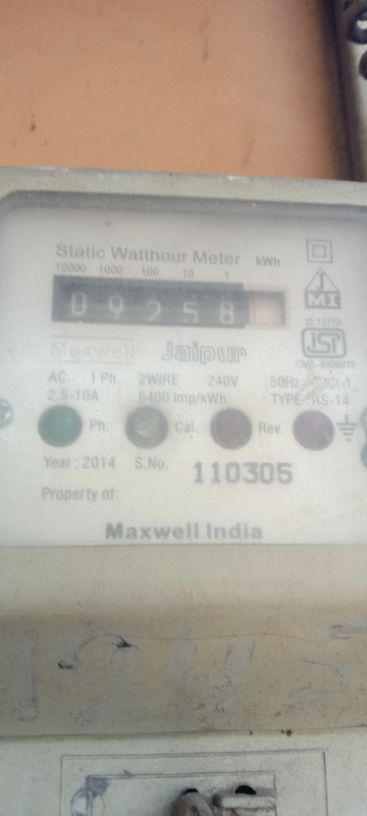 Static Watthour Meter kWh
10000 1000 100 10 1
09258
JMI
IS:13779
Maxwell Jaipur
ISI
AC. 1 Ph. 2WIRE 240V 50Hz
2.5-10A 6400 Imp/kWh TYPE: RS-14
Ph. Cal. Rev.
Year : 2014 S.No. 110305
Property of:
Maxwell India